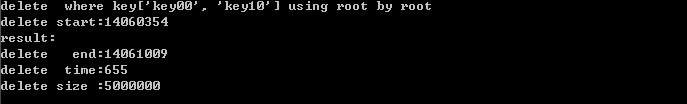 delete  where key['key00', 'key10'] using root by root
delete start:14060354
result:
delete   end:14061009
delete  time:655
delete size :5000000